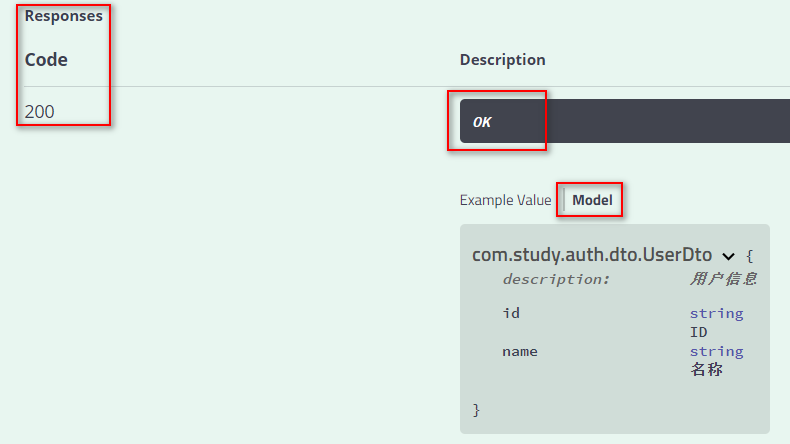 Responses
Code Description
200
OK
Example Value Model
com.study.auth.dto.UserDto {
description: 用户信息
id string
ID
name string
名称
}